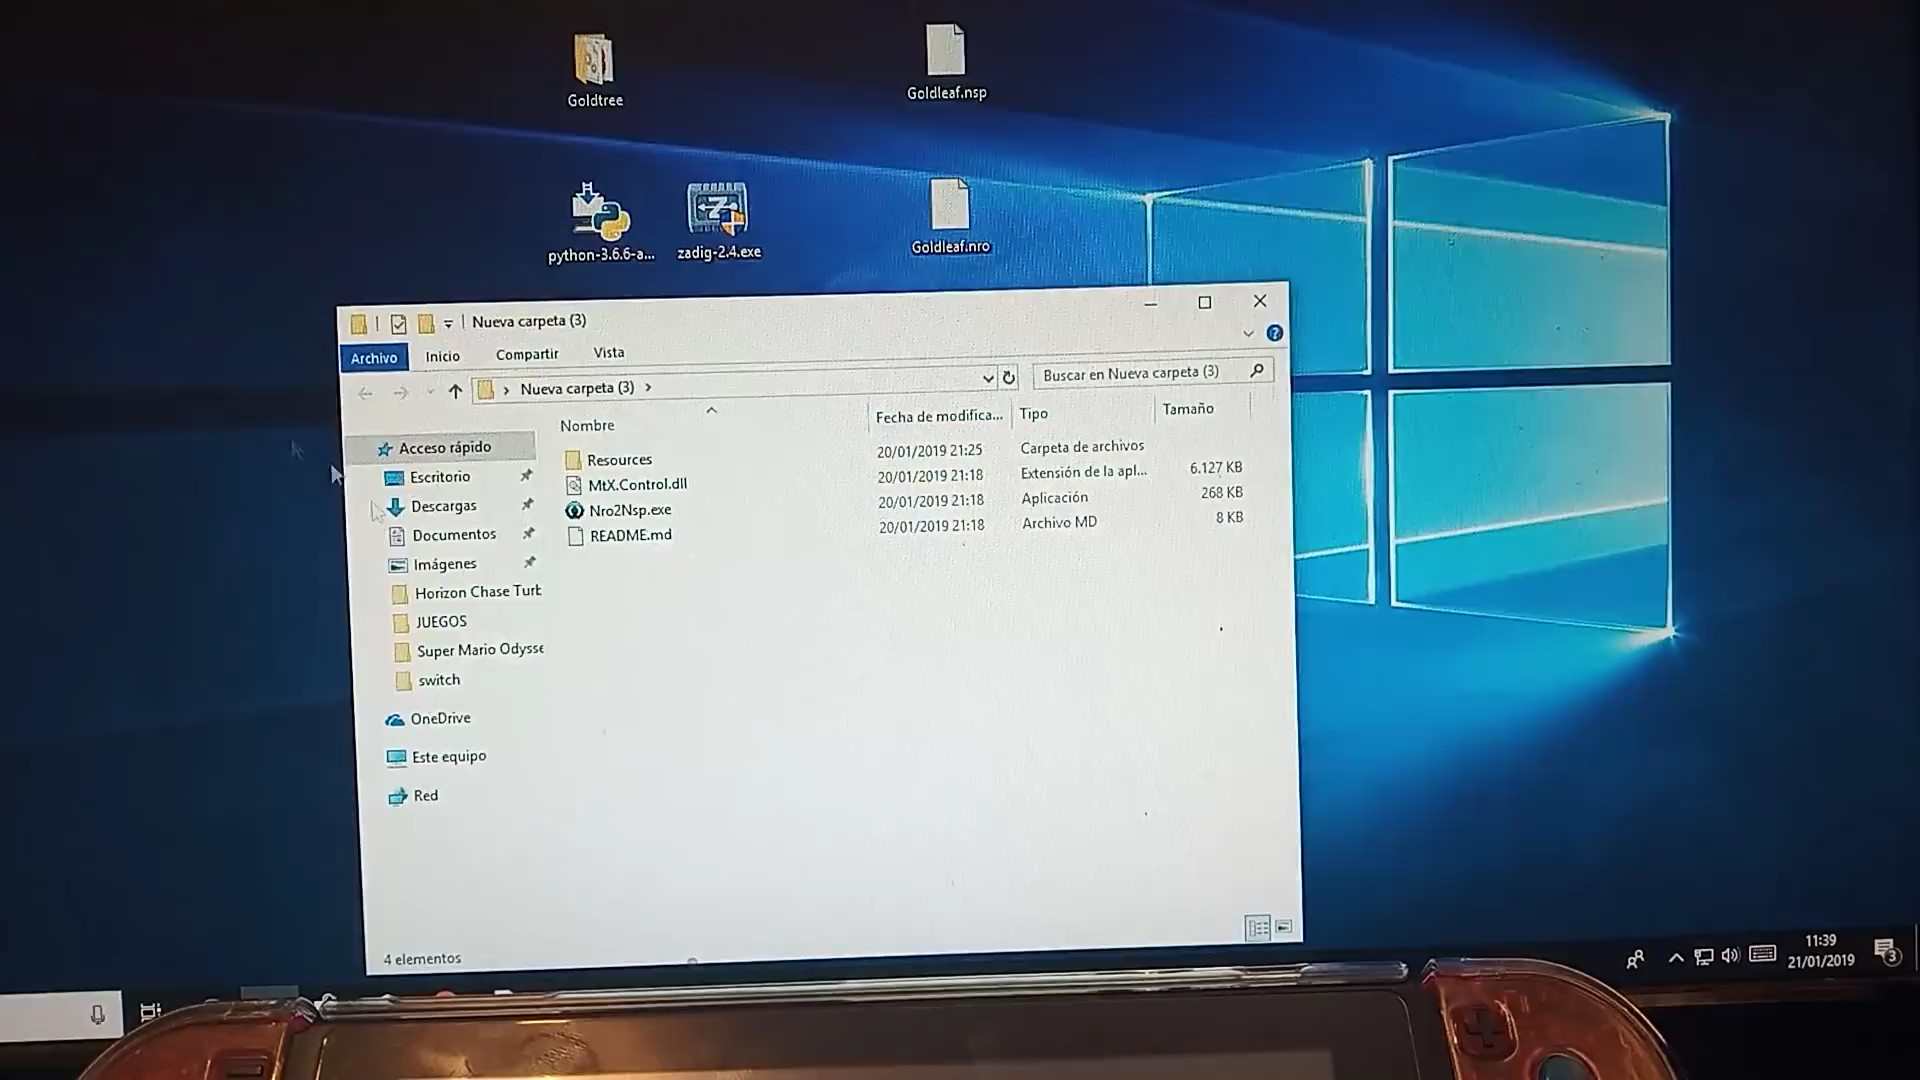 Goldtree
Goldleaf.nsp
python-3.6.6-a...
zadig-2.4.exe
Goldleaf.nro
Nueva carpeta (3)
Archivo
Inicio
Compartir
Vista
Nueva carpeta (3)
Buscar en Nueva carpeta (3)
Nombre
Fecha de modifica...
Tipo
Tamaño
Acceso rápido
Escritorio
Descargas
Documentos
Imágenes
Horizon Chase Turb
JUEGOS
Super Mario Odysse
switch
OneDrive
Este equipo
Red
Resources 20/01/2019 21:25 Carpeta de archivos
MtX.Control.dll 20/01/2019 21:18 Extensión de la apl... 6.127 KB
Nro2Nsp.exe 20/01/2019 21:18 Aplicación 268 KB
README.md 20/01/2019 21:18 Archivo MD 8 KB
4 elementos
11:39
21/01/2019
3